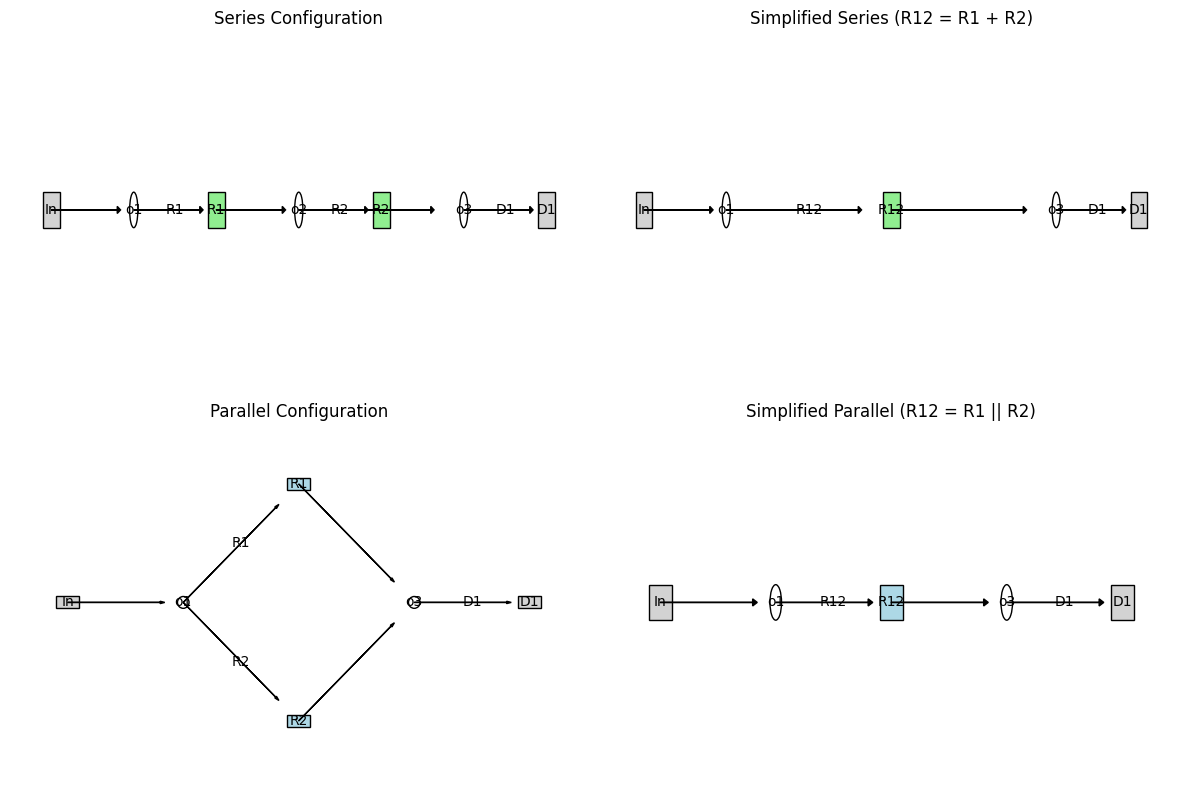 Series Configuration
In o1 R1 R1 o2 R2 R2 o3 D1 D1
Simplified Series (R12 = R1 + R2)
In o1 R12 R12 o3 D1 D1
Parallel Configuration
R1
R1
In o1 o3 D1 D1
R2
R2
Simplified Parallel (R12 = R1 || R2)
In o1 R12 R12 o3 D1 D1